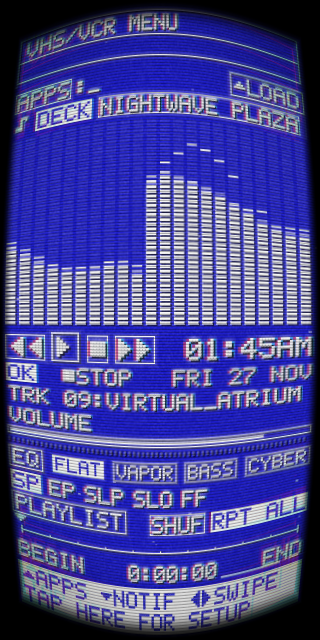 VHS/VCR MENU
APPS:_ ▲LOAD
♪ DECK NIGHTWAVE PLAZA
01:45AM
OK ■STOP FRI 27 NOV
TRK 09:VIRTUAL_ATRIUM
VOLUME
EQ FLAT VAPOR BASS CYBER
SP EP SLP SLO FF
PLAYLIST SHUF RPT ALL
BEGIN 0:00:00 END
▲APPS ▼NOTIF ◀▶SWIPE
TAP HERE FOR SETUP